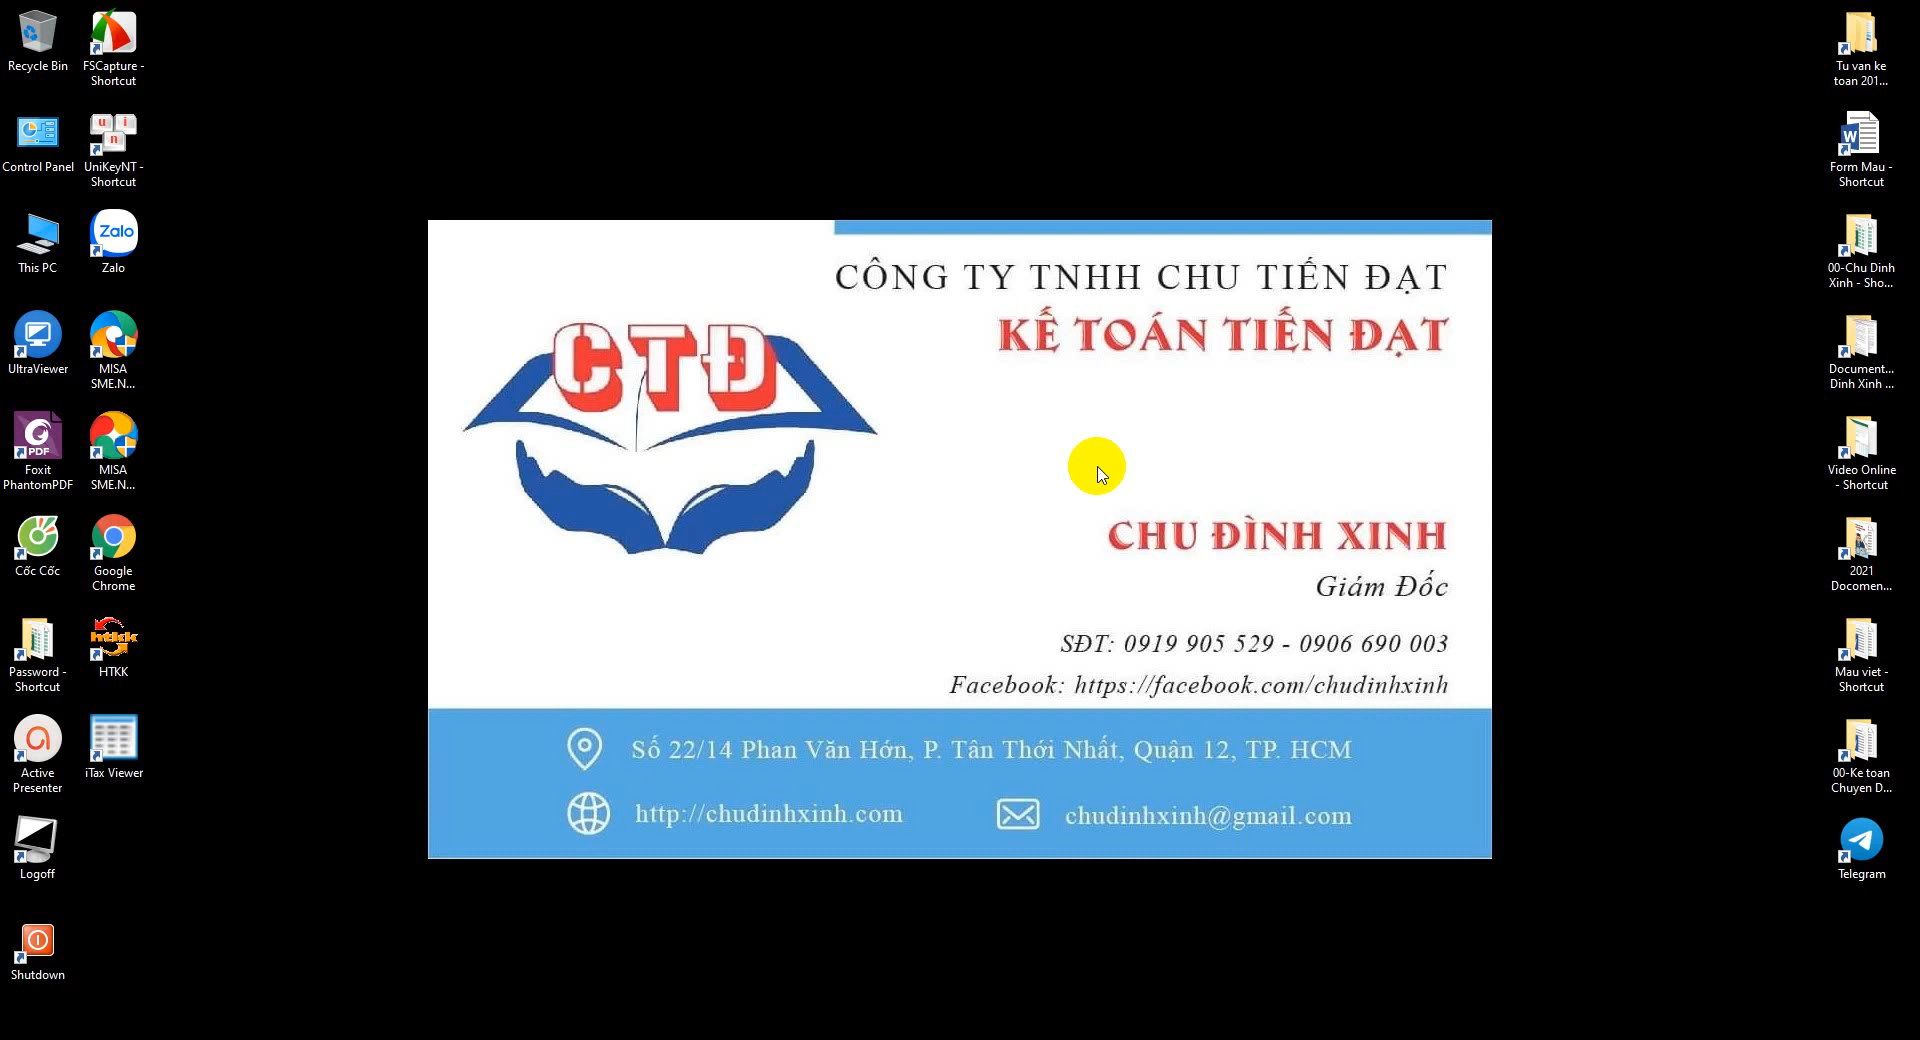 Recycle Bin
FSCapture -
Shortcut
Control Panel
UniKeyNT -
Shortcut
This PC
Zalo
Zalo
UltraViewer
MISA
SME.N...
PDF
Foxit
PhantomPDF
MISA
SME.N...
Cốc Cốc
Google
Chrome
Password -
Shortcut
htkk
HTKK
Active
Presenter
iTax Viewer
Logoff
Shutdown
CTĐ
CÔNG TY TNHH CHU TIẾN ĐẠT
KẾ TOÁN TIẾN ĐẠT
CHU ĐÌNH XINH
Giám Đốc
SĐT: 0919 905 529 - 0906 690 003
Facebook: https://facebook.com/chudinhxinh
Số 22/14 Phan Văn Hớn, P. Tân Thới Nhất, Quận 12, TP. HCM
http://chudinhxinh.com
chudinhxinh@gmail.com
Tu van ke
toan 201...
W
Form Mau -
Shortcut
00-Chu Dinh
Xinh - Sho...
Document...
Dinh Xinh ...
Video Online
- Shortcut
2021
Documen...
Mau viet -
Shortcut
00-Ke toan
Chuyen D...
Telegram